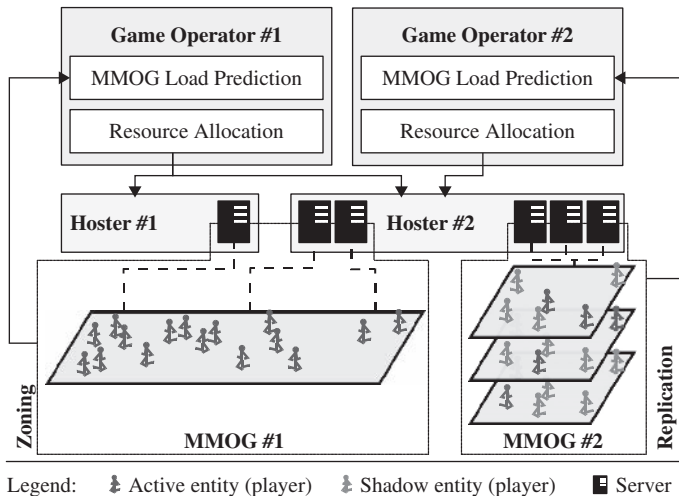 Game Operator #1
MMOG Load Prediction
Resource Allocation
Game Operator #2
MMOG Load Prediction
Resource Allocation
Hoster #1
Hoster #2
Zoning
MMOG #1
MMOG #2
Replication
Legend: Active entity (player) Shadow entity (player) Server